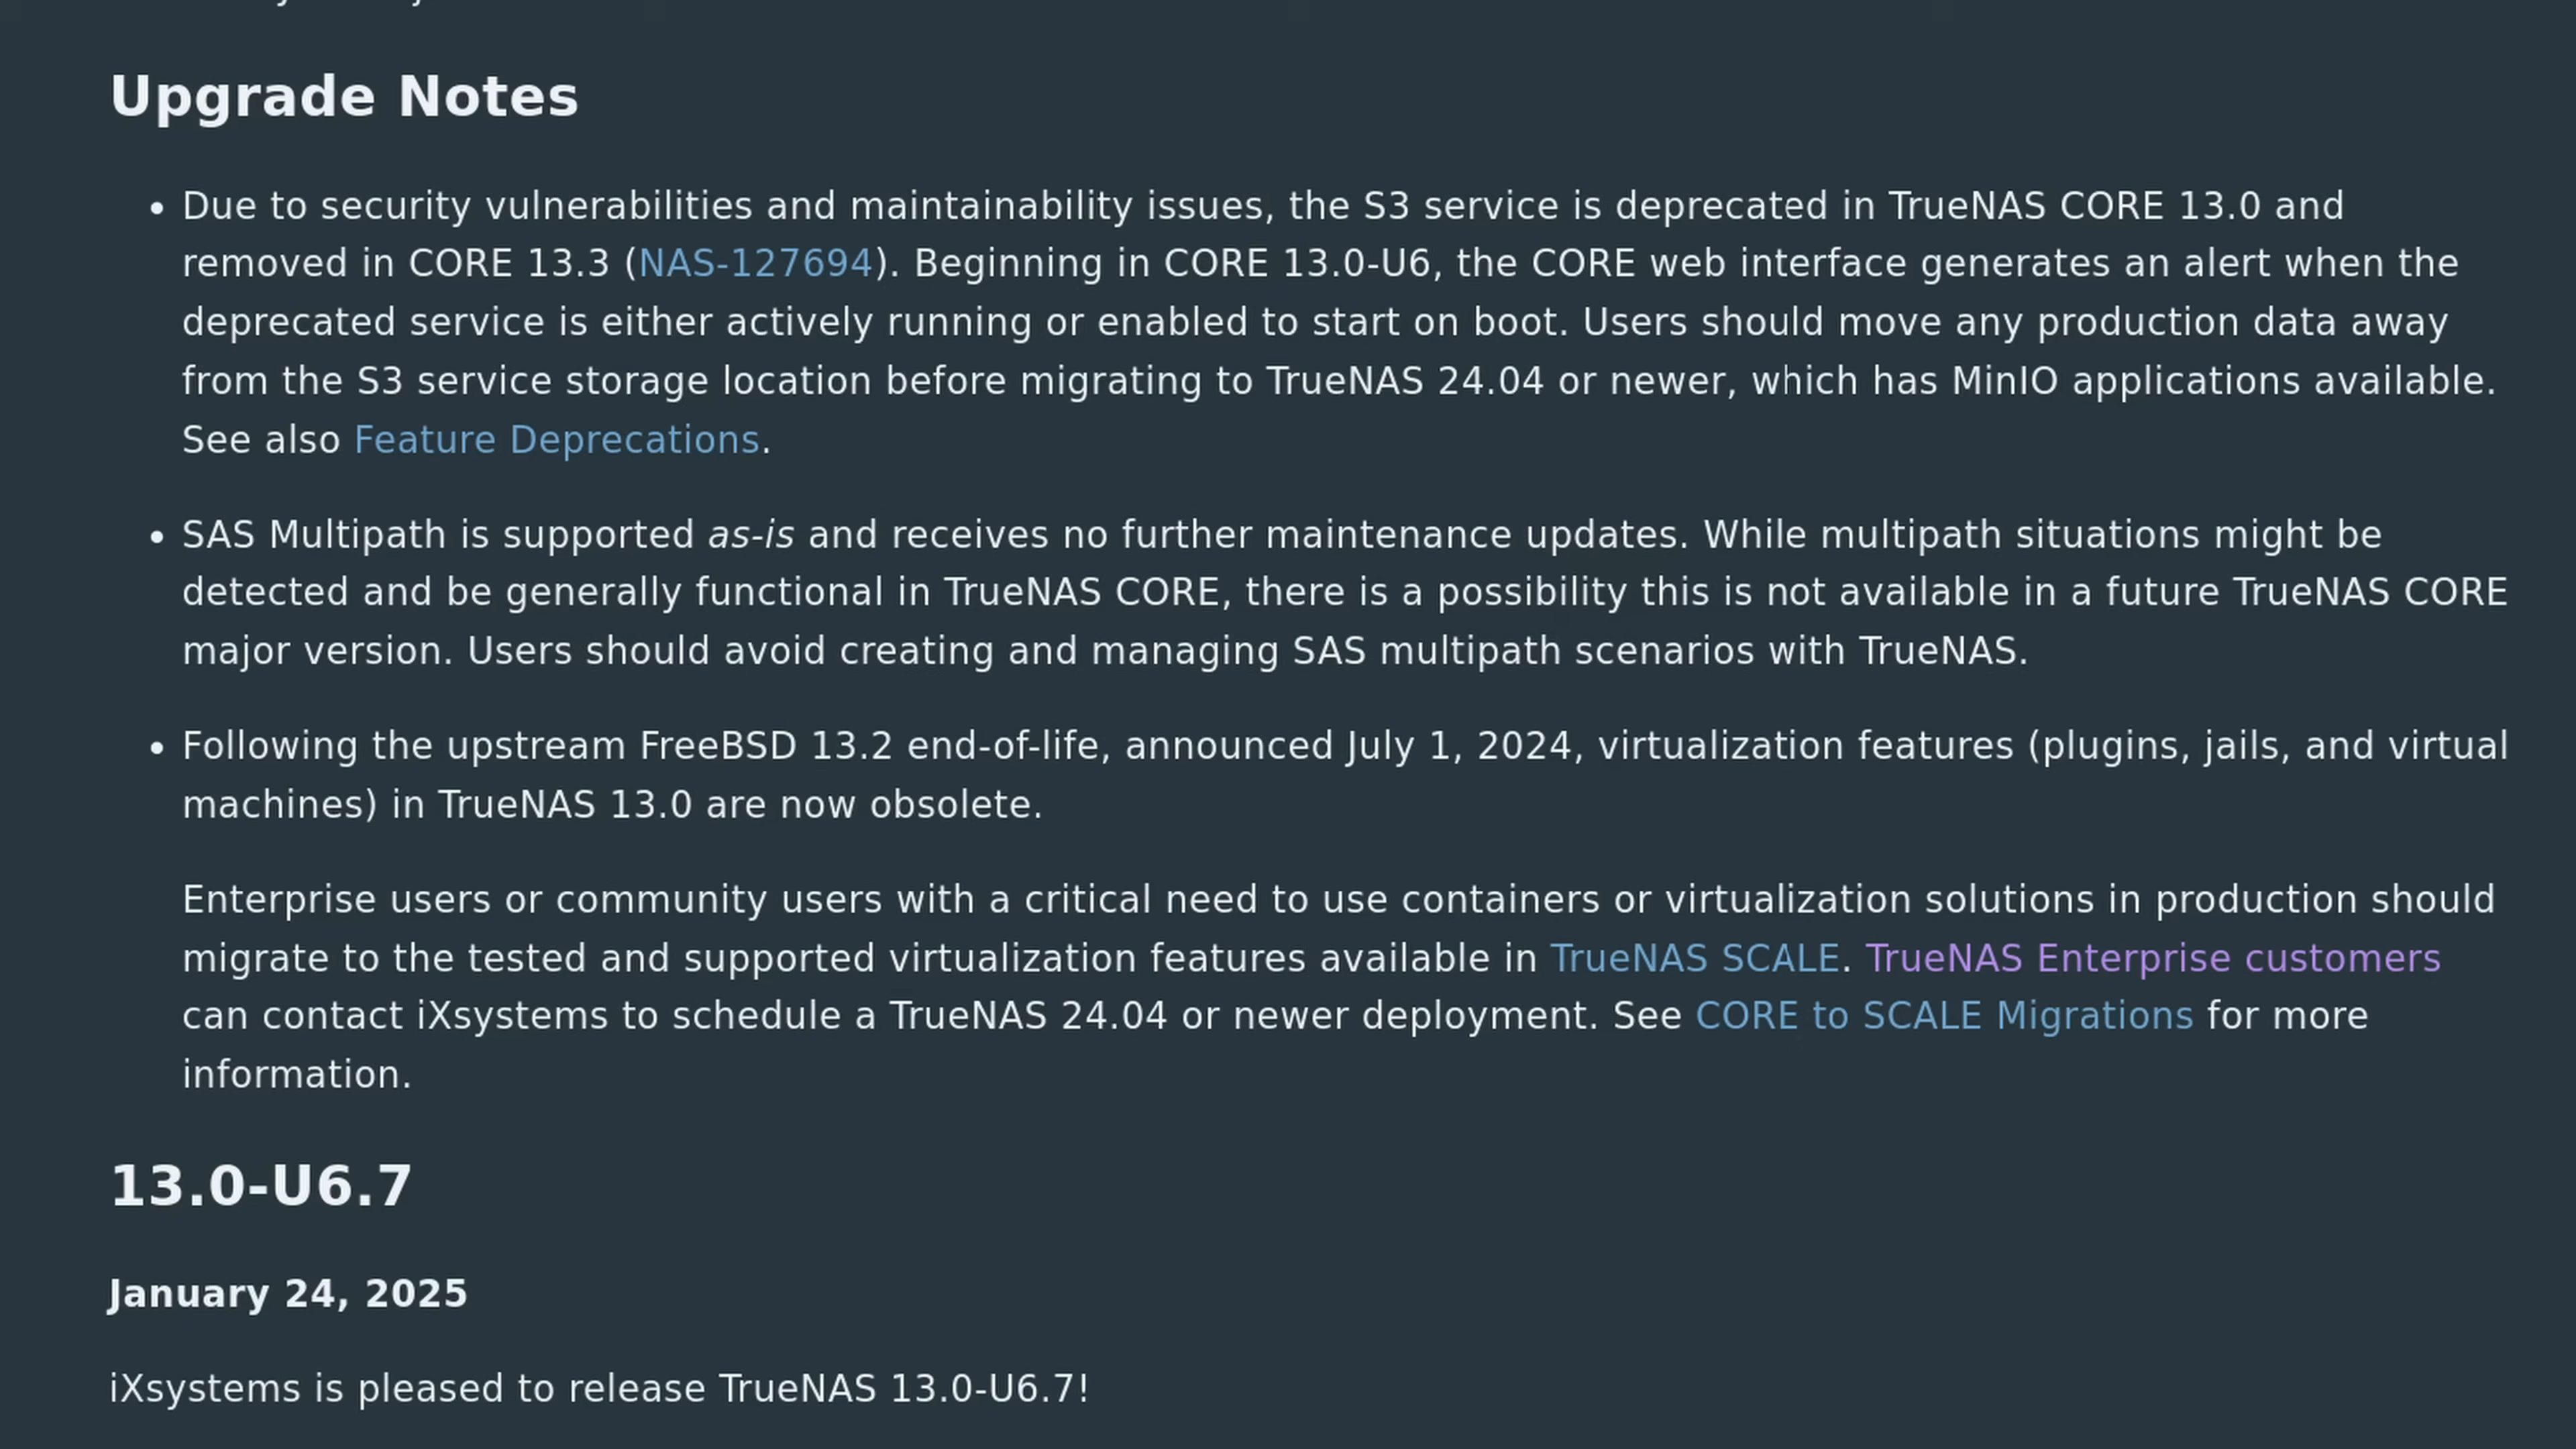 Upgrade Notes
• Due to security vulnerabilities and maintainability issues, the S3 service is deprecated in TrueNAS CORE 13.0 and
removed in CORE 13.3 (NAS-127694). Beginning in CORE 13.0-U6, the CORE web interface generates an alert when the
deprecated service is either actively running or enabled to start on boot. Users should move any production data away
from the S3 service storage location before migrating to TrueNAS 24.04 or newer, which has MinIO applications available.
See also Feature Deprecations.
• SAS Multipath is supported as-is and receives no further maintenance updates. While multipath situations might be
detected and be generally functional in TrueNAS CORE, there is a possibility this is not available in a future TrueNAS CORE
major version. Users should avoid creating and managing SAS multipath scenarios with TrueNAS.
• Following the upstream FreeBSD 13.2 end-of-life, announced July 1, 2024, virtualization features (plugins, jails, and virtual
machines) in TrueNAS 13.0 are now obsolete.
Enterprise users or community users with a critical need to use containers or virtualization solutions in production should
migrate to the tested and supported virtualization features available in TrueNAS SCALE. TrueNAS Enterprise customers
can contact iXsystems to schedule a TrueNAS 24.04 or newer deployment. See CORE to SCALE Migrations for more
information.
13.0-U6.7
January 24, 2025
iXsystems is pleased to release TrueNAS 13.0-U6.7!